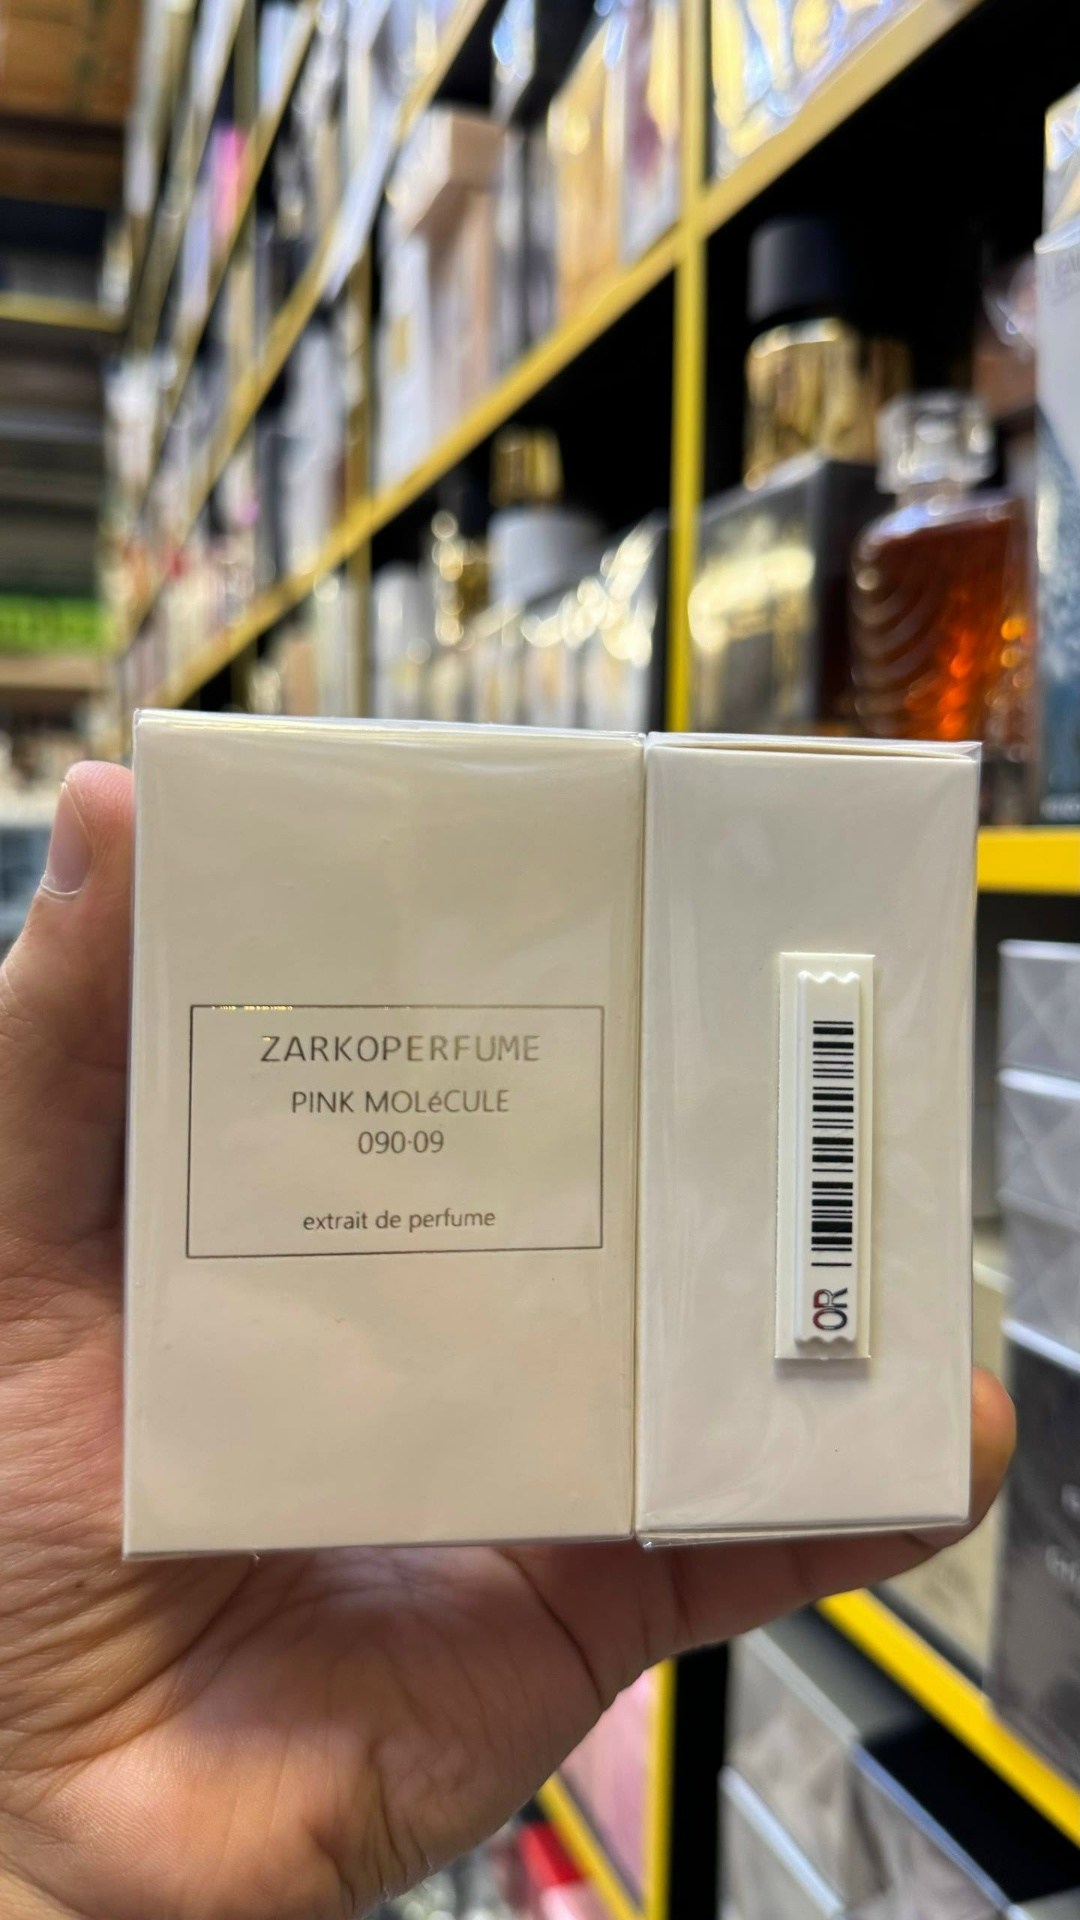 ZARKOPERFUME
PINK MOLéCULE
090·09
extrait de perfume
OR